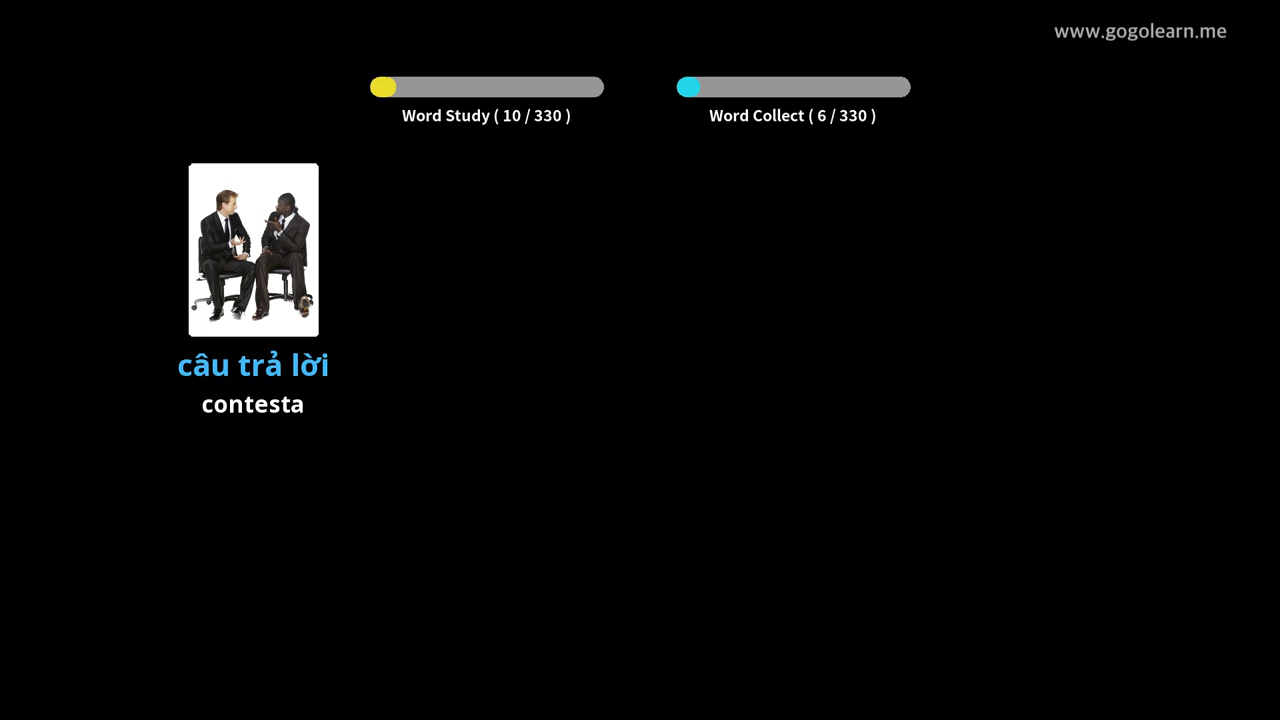 www.gogolearn.me
Word Study ( 10 / 330 )
Word Collect ( 6 / 330 )
câu trả lời
contesta